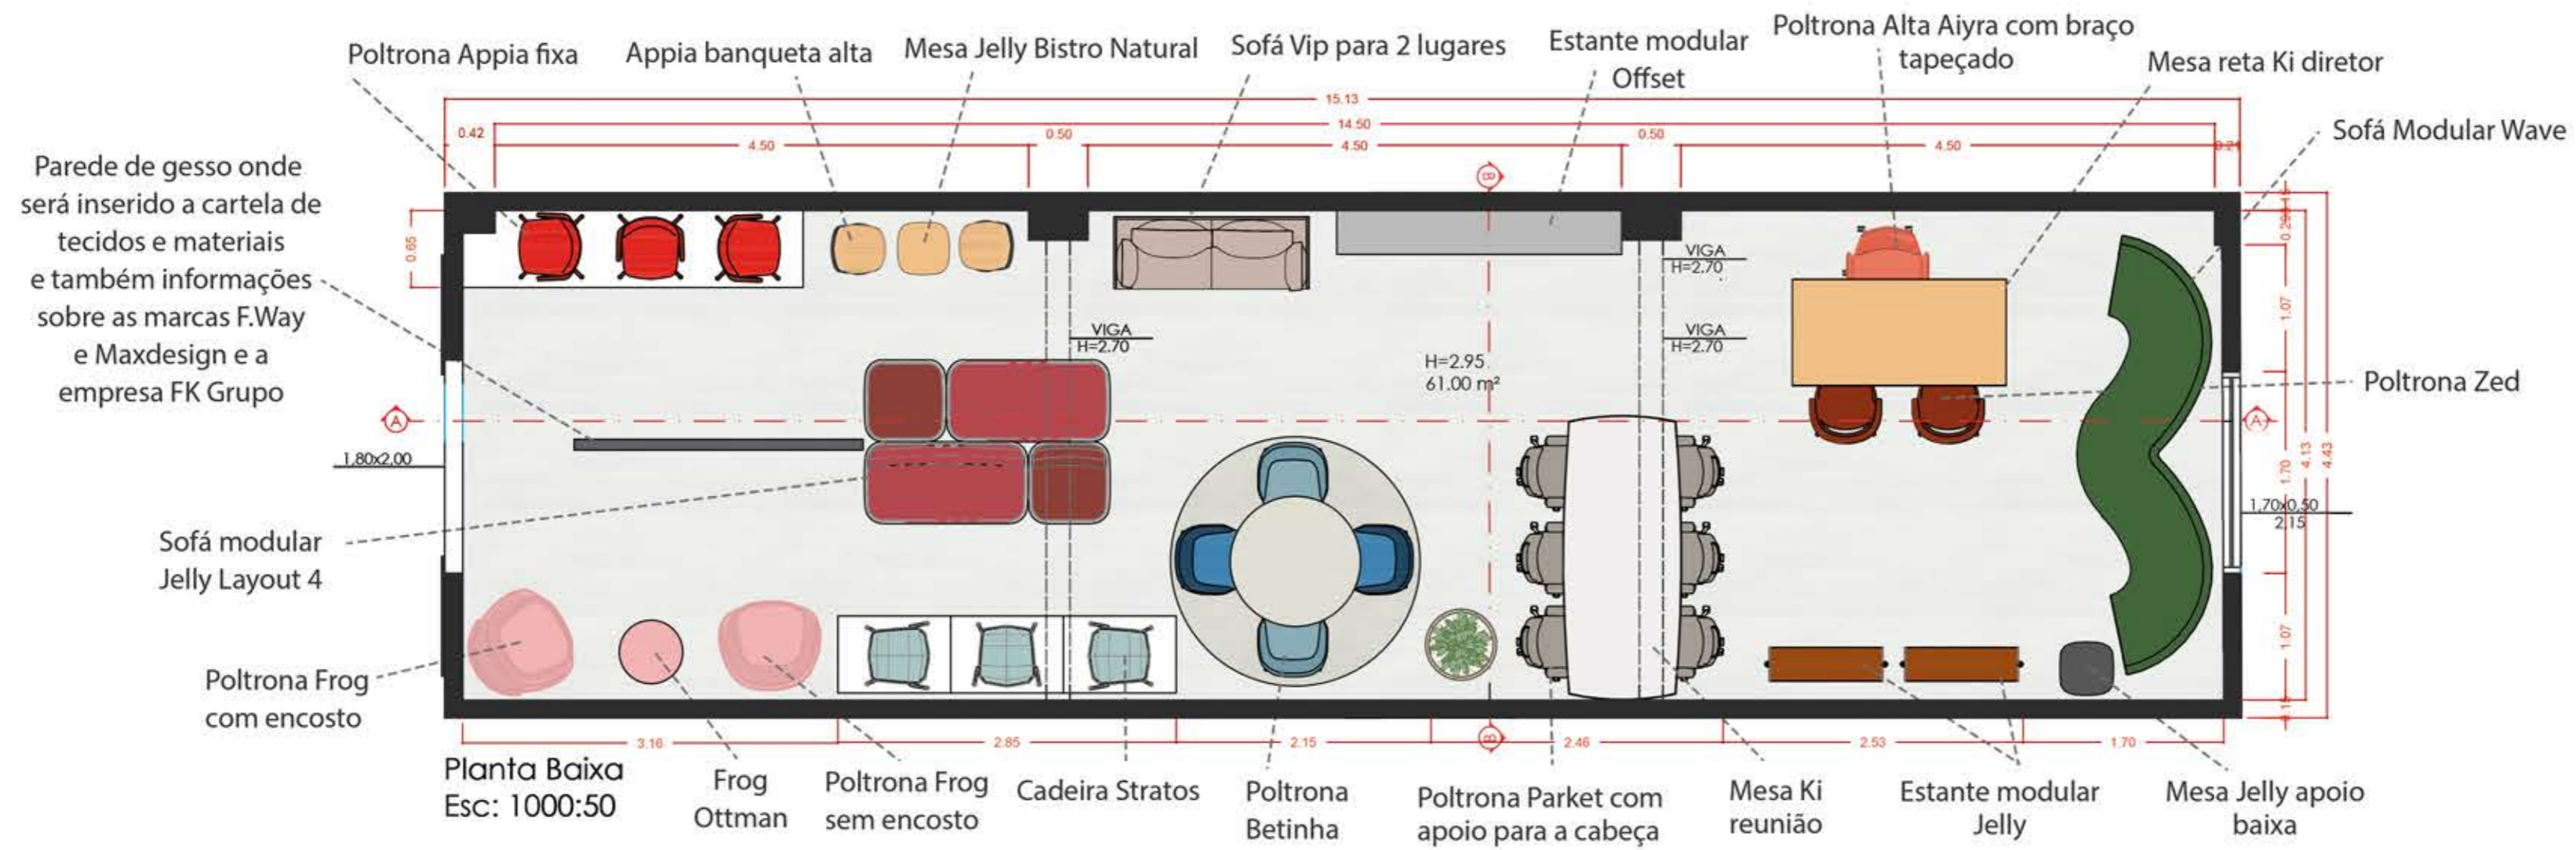 Poltrona Appia fixa
Appia banqueta alta
Mesa Jelly Bistro Natural
Sofá Vip para 2 lugares
Estante modular
Offset
Poltrona Alta Aiyra com braço
tapeçado
Mesa reta Ki diretor
Sofá Modular Wave
Parede de gesso onde
será inserido a cartela de
tecidos e materiais
e também informações
sobre as marcas F.Way
e Maxdesign e a
empresa FK Grupo
15.13
14.50
0.42
0.50
0.50
4.50
4.50
4.50
0.21
B
0.65
VIGA
H=2.70
VIGA
H=2.70
VIGA
H=2.70
H=2.95
61.00 m²
1.07
1.70
4.13
4.43
1.07
0.15
A
A
1,80x2,00
1,70x0,50
2,15
Poltrona Zed
Sofá modular
Jelly Layout 4
Poltrona Frog
com encosto
3.16
2.85
2.15
B
2.46
2.53
1.70
Planta Baixa
Esc: 1000:50
Frog
Ottman
Poltrona Frog
sem encosto
Cadeira Stratos
Poltrona
Betinha
Poltrona Parket com
apoio para a cabeça
Mesa Ki
reunião
Estante modular
Jelly
Mesa Jelly apoio
baixa